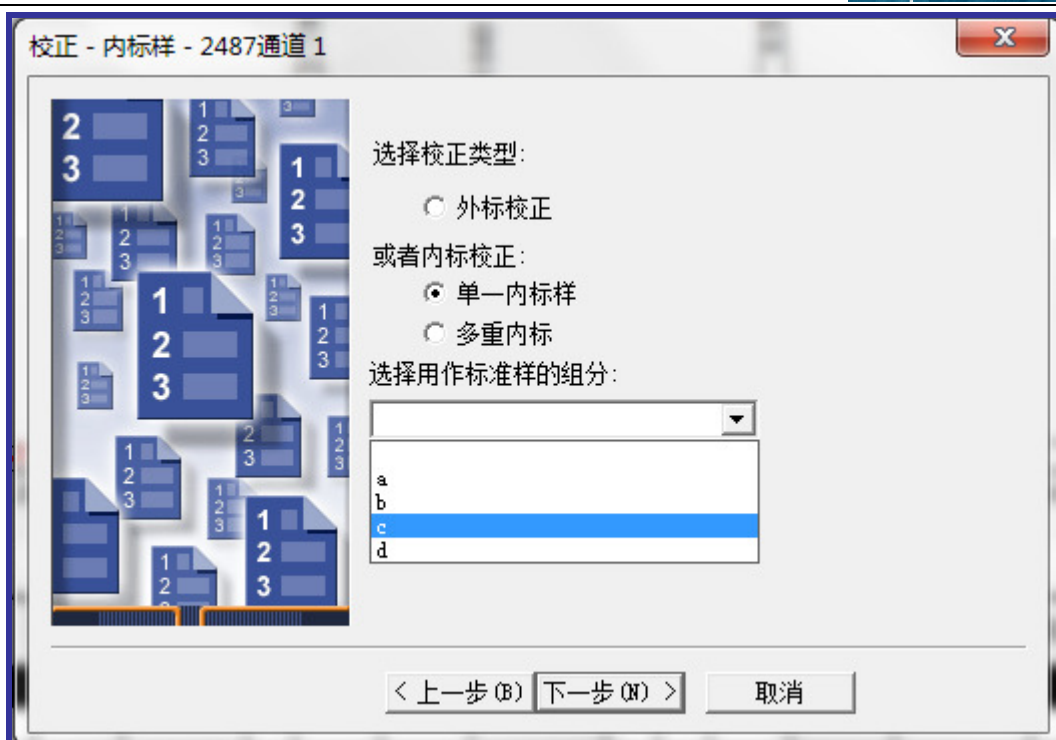 校正 - 内标样 - 2487通道 1
选择校正类型:
外标校正
或者内标校正:
单一内标样
多重内标
选择用作标准样的组分:
a
b
c
d
< 上一步(B)
下一步(N) >
取消